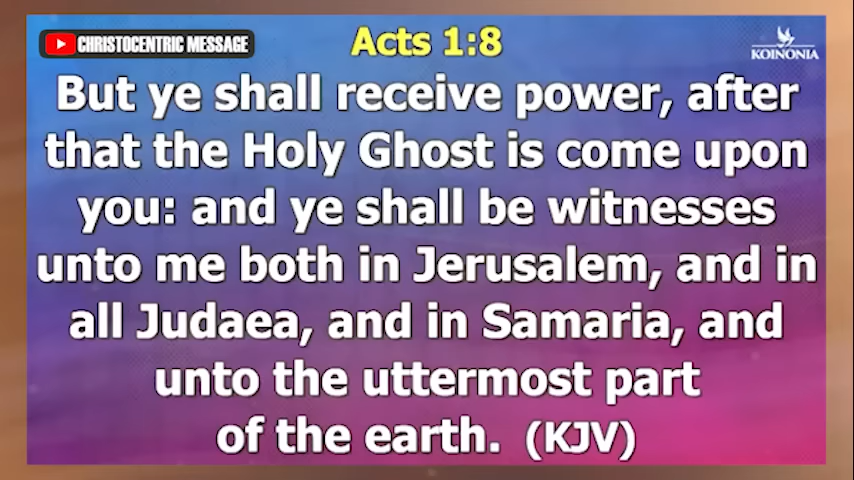 CHRISTOCENTRIC MESSAGE
Acts 1:8
KOINONIA
But ye shall receive power, after
that the Holy Ghost is come upon
you: and ye shall be witnesses
unto me both in Jerusalem, and in
all Judaea, and in Samaria, and
unto the uttermost part
of the earth. (KJV)